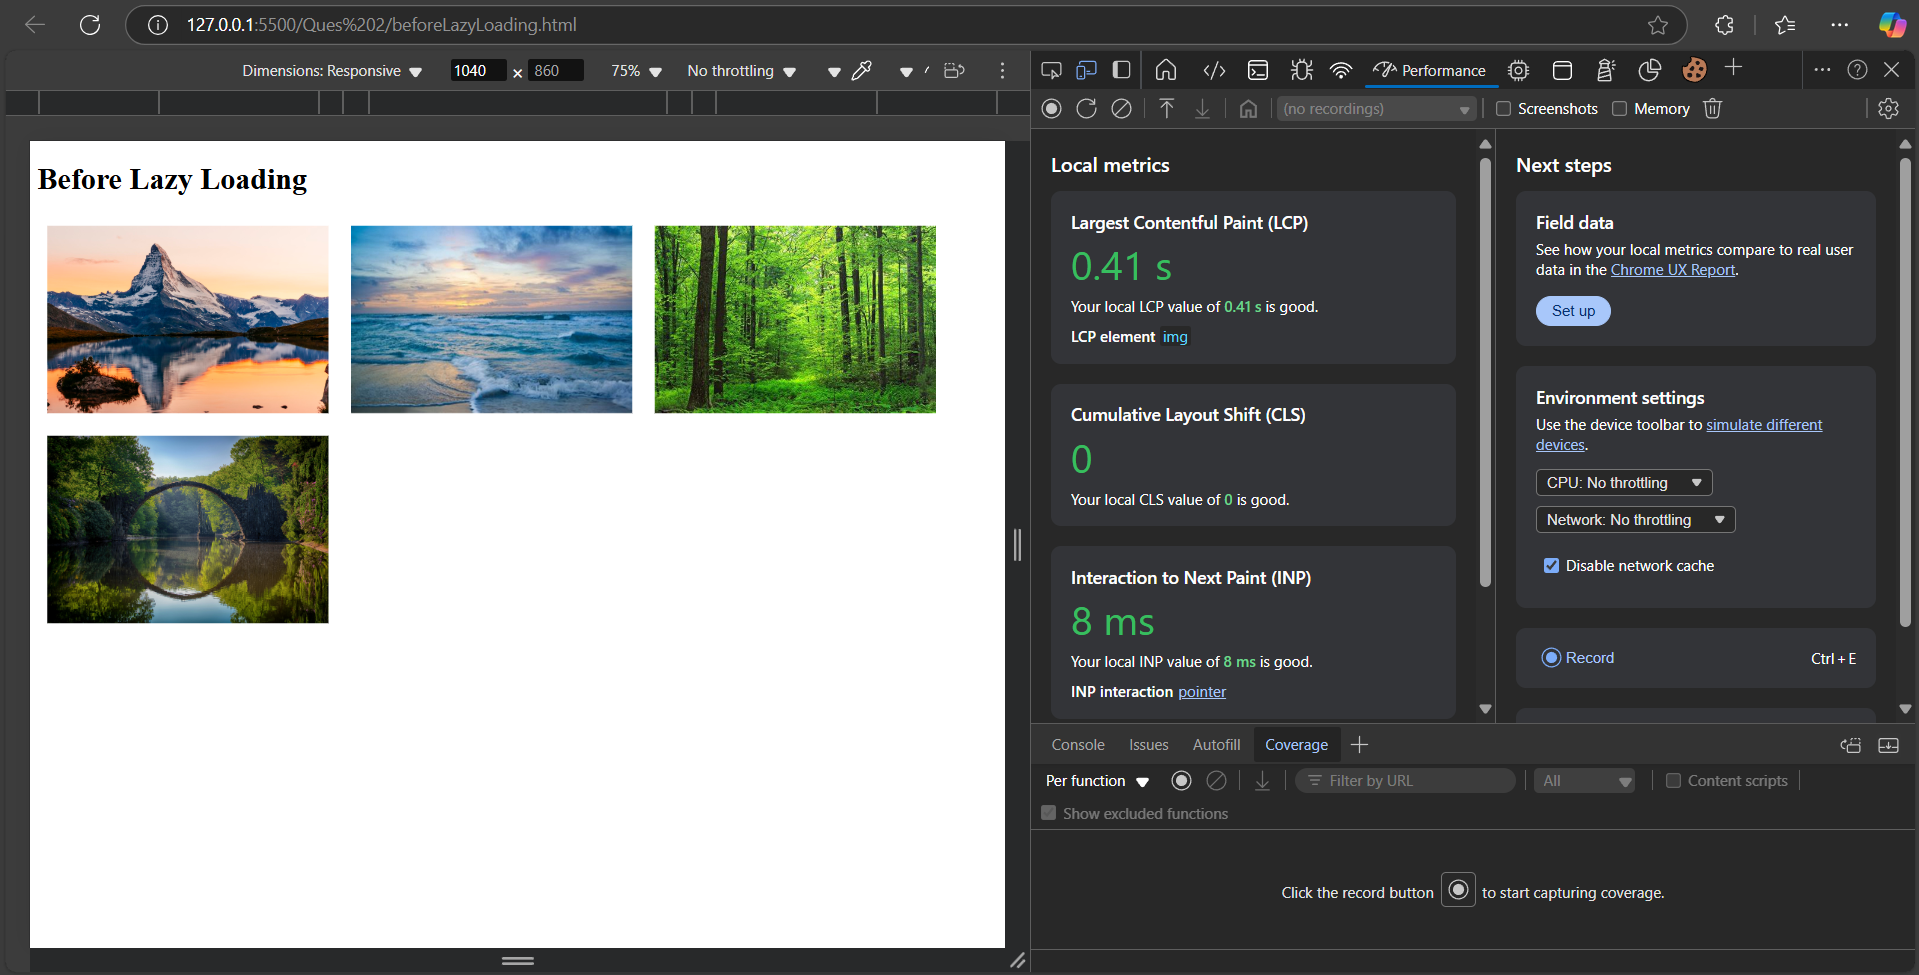 127.0.0.1:5500/Ques%202/beforeLazyLoading.html
Dimensions: Responsive 1040 × 860 75% No throttling
Performance
(no recordings) Screenshots Memory
Before Lazy Loading
Local metrics
Largest Contentful Paint (LCP)
0.41 s
Your local LCP value of 0.41 s is good.
LCP element img
Cumulative Layout Shift (CLS)
0
Your local CLS value of 0 is good.
Interaction to Next Paint (INP)
8 ms
Your local INP value of 8 ms is good.
INP interaction pointer
Next steps
Field data
See how your local metrics compare to real user
data in the Chrome UX Report.
Set up
Environment settings
Use the device toolbar to simulate different
devices.
CPU: No throttling
Network: No throttling
Disable network cache
Record Ctrl + E
Console Issues Autofill Coverage
Per function Filter by URL All Content scripts
Show excluded functions
Click the record button to start capturing coverage.